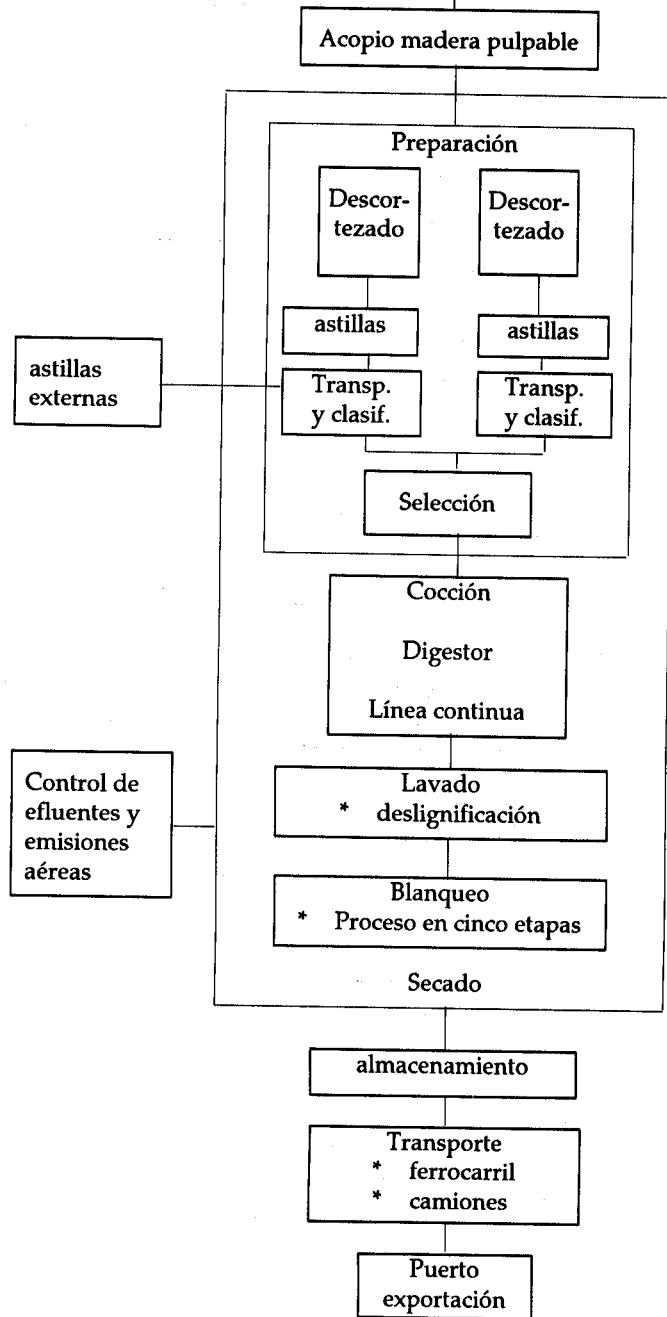 Acopio madera pulpable
Preparación
Descor-
tezado
Descor-
tezado
astillas
astillas
astillas
externas
Transp.
y clasif.
Transp.
y clasif.
Selección
Cocción
Digestor
Línea continua
Control de
efluentes y
emisiones
aéreas
Lavado
* deslignificación
Blanqueo
* Proceso en cinco etapas
Secado
almacenamiento
Transporte
* ferrocarril
* camiones
Puerto
exportación